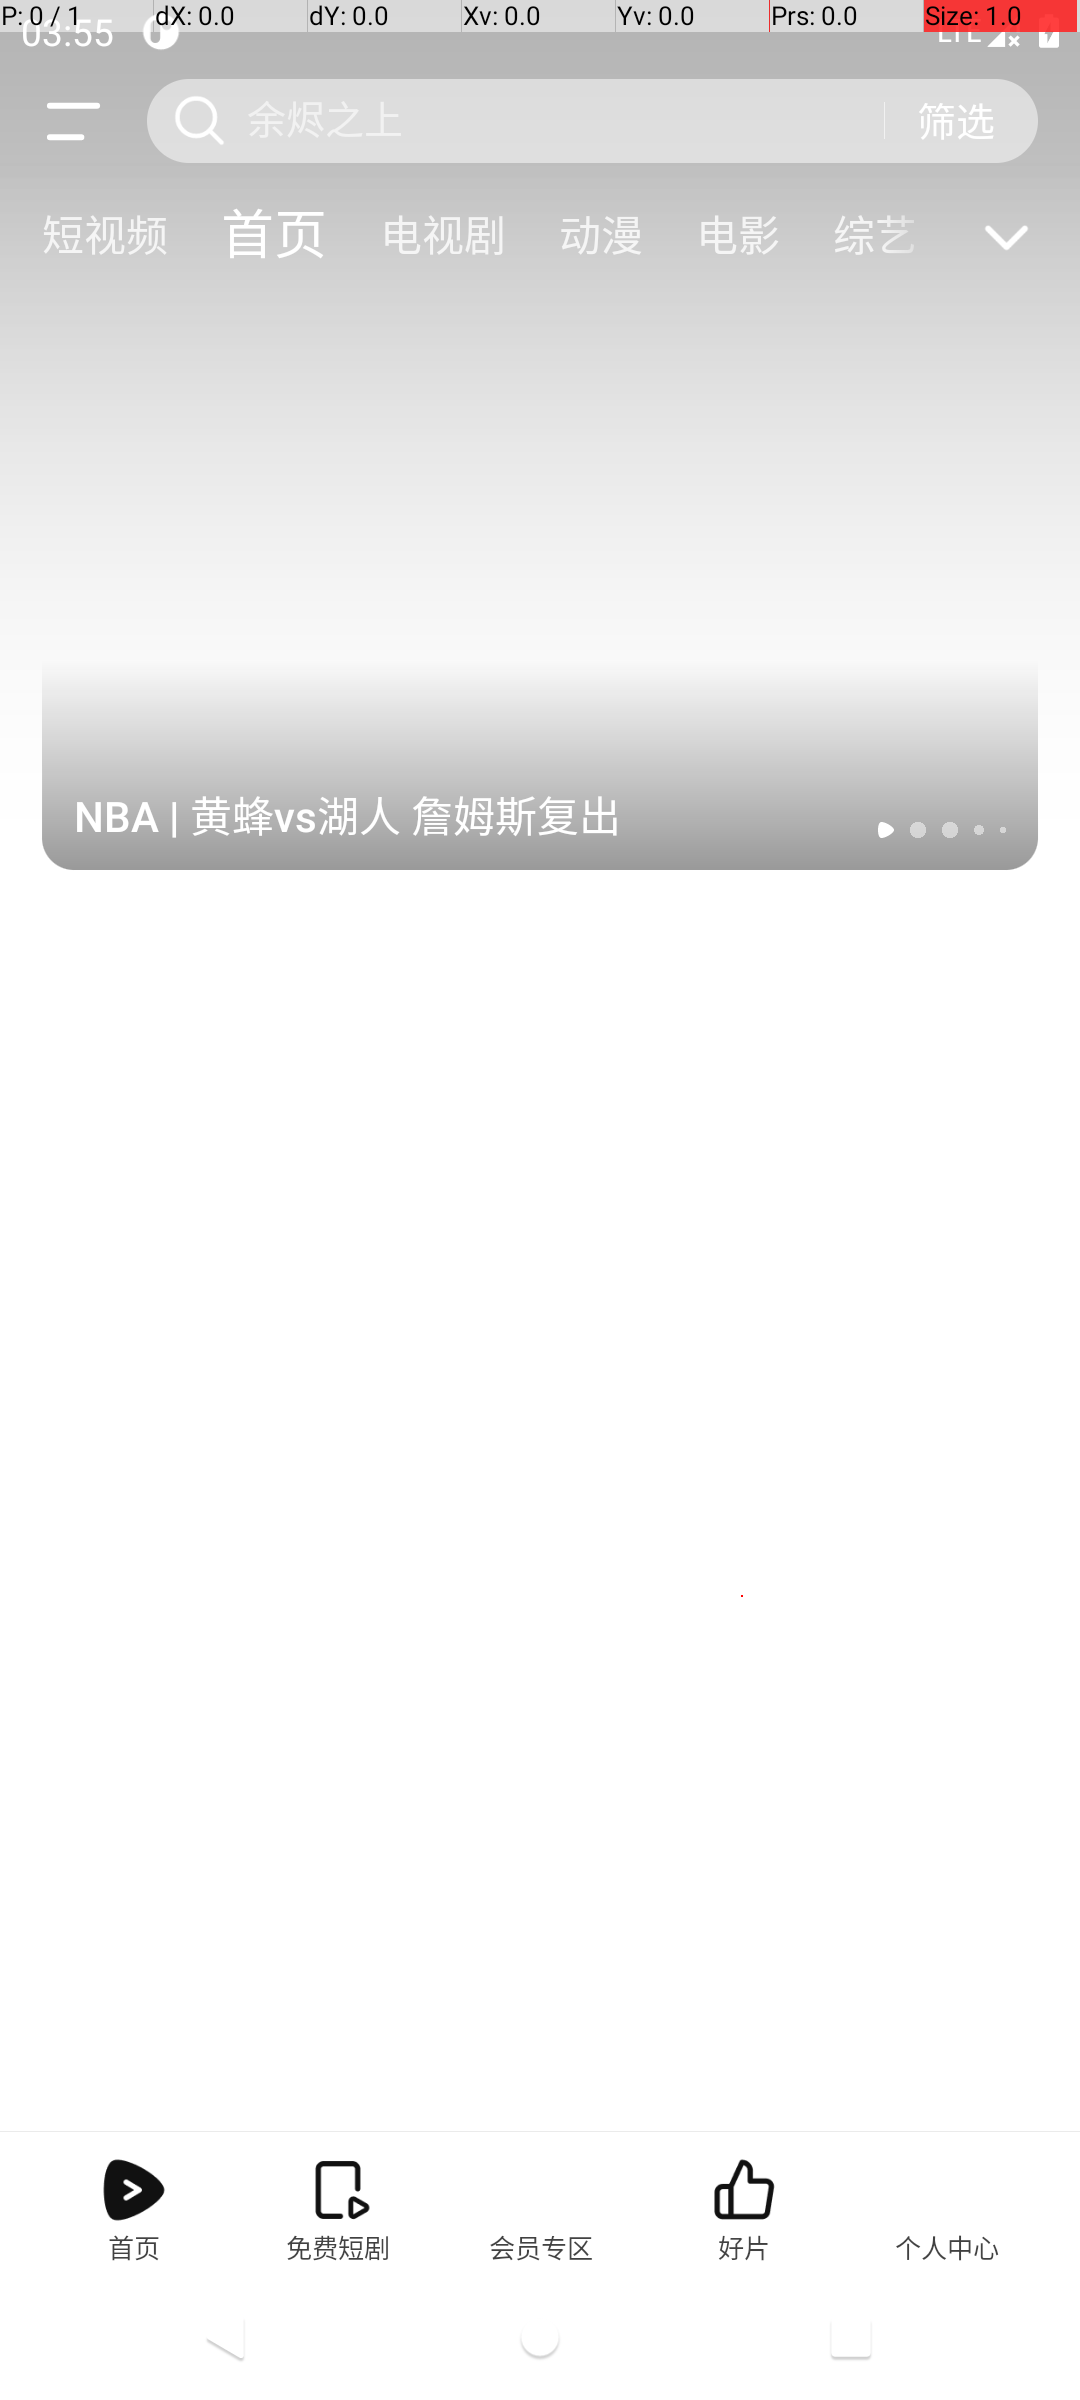 P: 0 / 1 dX: 0.0 dY: 0.0 Xv: 0.0 Yv: 0.0 Prs: 0.0 Size: 1.0
03:55 LTE
余烬之上 筛选
短视频 首页 电视剧 动漫 电影 综艺
NBA | 黄蜂vs湖人 詹姆斯复出
首页 免费短剧 会员专区 好片 个人中心